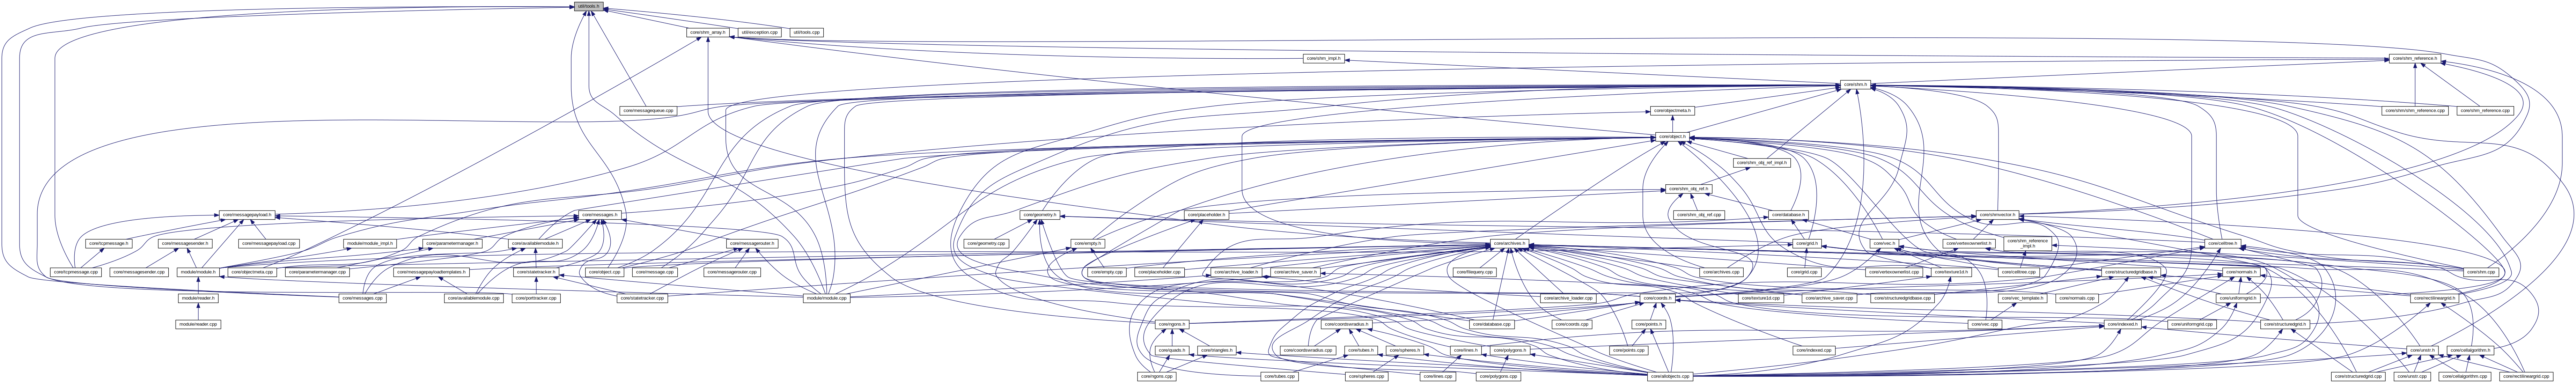 util/tools.h
core/shm_array.h
util/exception.cpp
util/tools.cpp
core/shm_impl.h
core/shm_reference.h
core/shm.h
core/messagequeue.cpp
core/objectmeta.h
core/shm/shm_reference.cpp
core/shm_reference.cpp
core/object.h
core/shm_obj_ref_impl.h
core/shm_obj_ref.h
core/messagepayload.h
core/messages.h
core/geometry.h
core/placeholder.h
core/shm_obj_ref.cpp
core/database.h
core/shmvector.h
core/tcpmessage.h
core/messagesender.h
core/messagepayload.cpp
module/module_impl.h
core/parametermanager.h
core/availablemodule.h
core/messagerouter.h
core/geometry.cpp
core/empty.h
core/archives.h
core/grid.h
core/vec.h
core/vertexownerlist.h
core/shm_reference
_impl.h
core/celltree.h
core/tcpmessage.cpp
core/messagesender.cpp
module/module.h
core/objectmeta.cpp
core/parametermanager.cpp
core/messagepayloadtemplates.h
core/statetracker.h
core/object.cpp
core/message.cpp
core/messagerouter.cpp
core/empty.cpp
core/placeholder.cpp
core/archive_loader.h
core/archive_saver.h
core/filequery.cpp
core/archives.cpp
core/grid.cpp
core/vertexownerlist.cpp
core/texture1d.h
core/celltree.cpp
core/structuredgridbase.h
core/normals.h
core/shm.cpp
module/reader.h
core/messages.cpp
core/availablemodule.cpp
core/porttracker.cpp
core/statetracker.cpp
module/module.cpp
core/archive_loader.cpp
core/coords.h
core/texture1d.cpp
core/archive_saver.cpp
core/structuredgridbase.cpp
core/vec_template.h
core/normals.cpp
core/uniformgrid.h
core/rectilineargrid.h
module/reader.cpp
core/ngons.h
core/coordswradius.h
core/database.cpp
core/coords.cpp
core/points.h
core/vec.cpp
core/indexed.h
core/uniformgrid.cpp
core/structuredgrid.h
core/quads.h
core/triangles.h
core/coordswradius.cpp
core/tubes.h
core/spheres.h
core/lines.h
core/polygons.h
core/points.cpp
core/indexed.cpp
core/unstr.h
core/cellalgorithm.h
core/ngons.cpp
core/tubes.cpp
core/spheres.cpp
core/lines.cpp
core/polygons.cpp
core/allobjects.cpp
core/structuredgrid.cpp
core/unstr.cpp
core/cellalgorithm.cpp
core/rectilineargrid.cpp